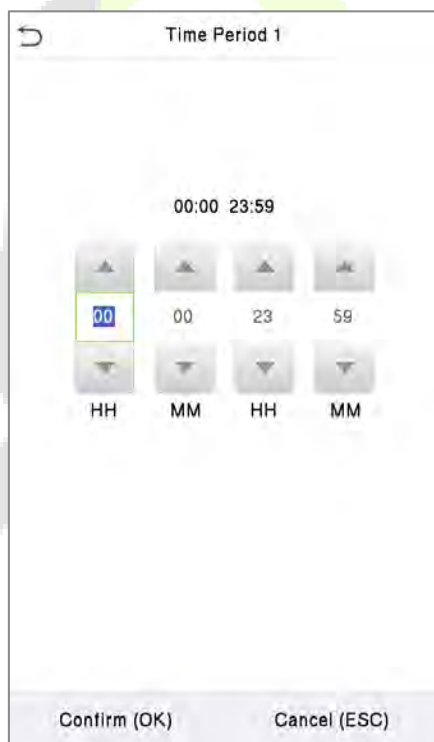 Time Period 1
00:00 23:59
00 00 23 59
HH MM HH MM
Confirm (OK) Cancel (ESC)